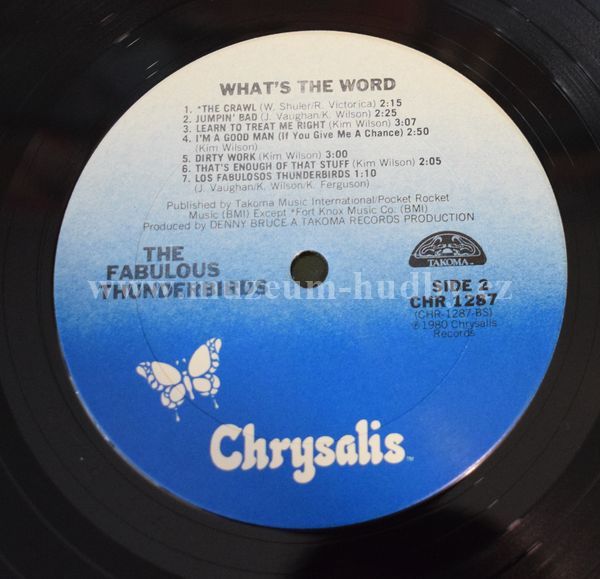 WHAT'S THE WORD
1. *THE CRAWL (W. Shuler/R. Victorica) 2:15
2. JUMPIN' BAD (J. Vaughan/K. Wilson) 2:25
3. LEARN TO TREAT ME RIGHT (Kim Wilson) 3:07
4. I'M A GOOD MAN (If You Give Me A Chance) 2:50
(Kim Wilson)
5. DIRTY WORK (Kim Wilson) 3:00
6. THAT'S ENOUGH OF THAT STUFF (Kim Wilson) 2:05
7. LOS FABULOSOS THUNDERBIRDS 1:10
(J. Vaughan/K. Wilson/K. Ferguson)
Published by Takoma Music International/Pocket Rocket
Music (BMI) Except *Fort Knox Music Co. (BMI)
Produced by DENNY BRUCE A TAKOMA RECORDS PRODUCTION
THE
FABULOUS
THUNDERBIRDS
TAKOMA
SIDE 2
CHR 1287
(CHR-1287-BS)
℗1980 Chrysalis
Records
www.muzeum-hudby.cz
Chrysalis™